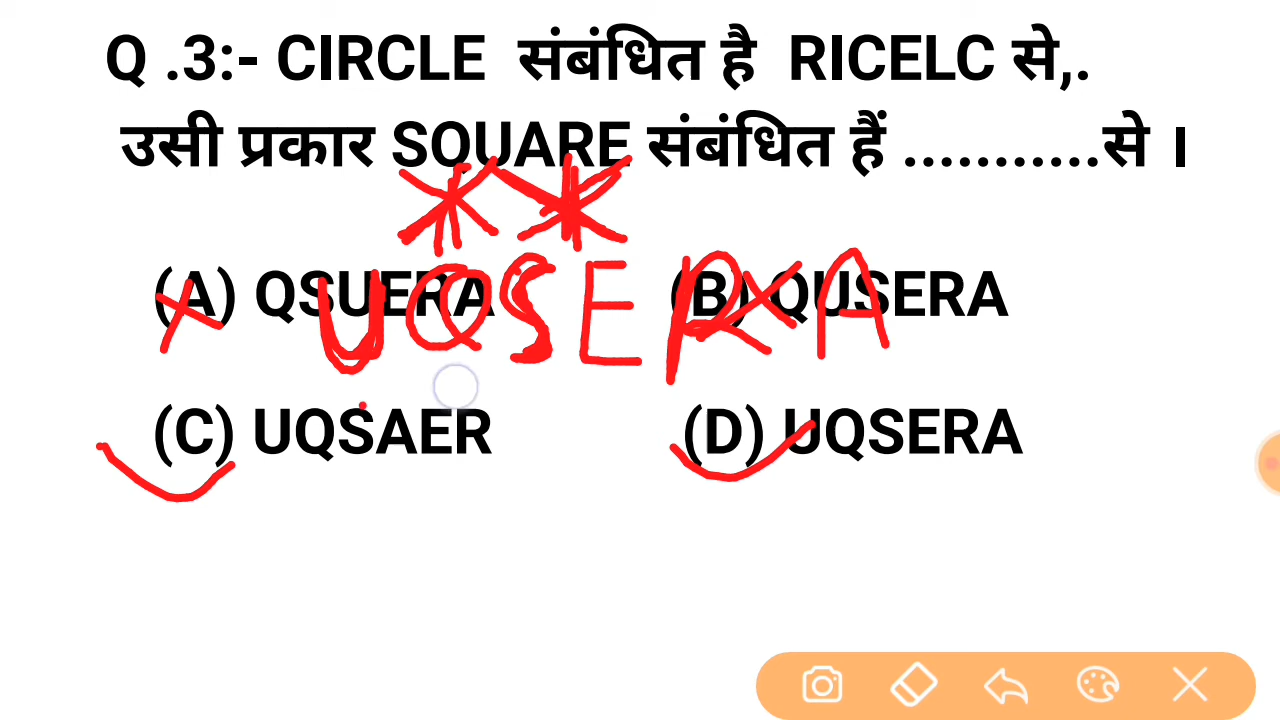 Q .3:- CIRCLE संबंधित है RICELC से,.
उसी प्रकार SQUARE संबंधित हैं ...........से ।
(A) QSUERA (B) QUSERA
UQSERA
(C) UQSAER (D) UQSERA